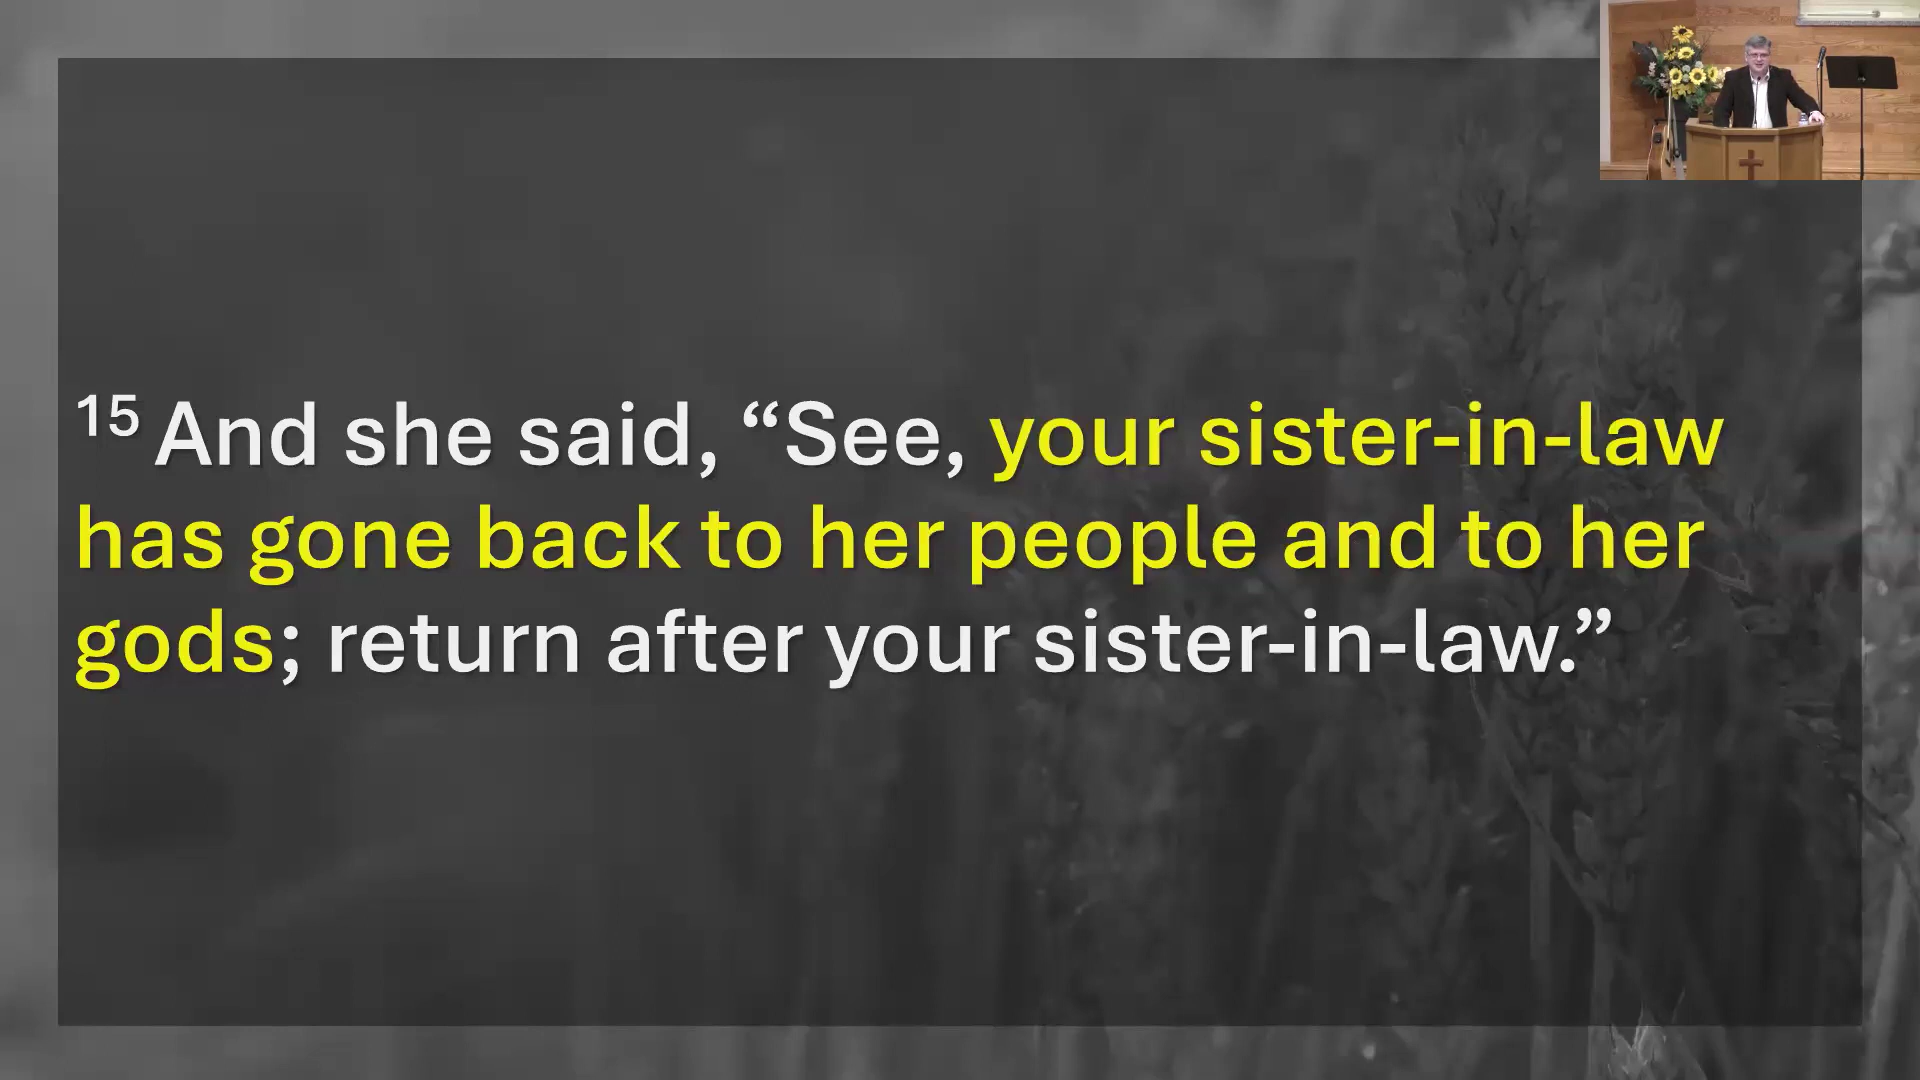 15 And she said, “See, your sister-in-law
has gone back to her people and to her
gods; return after your sister-in-law.”